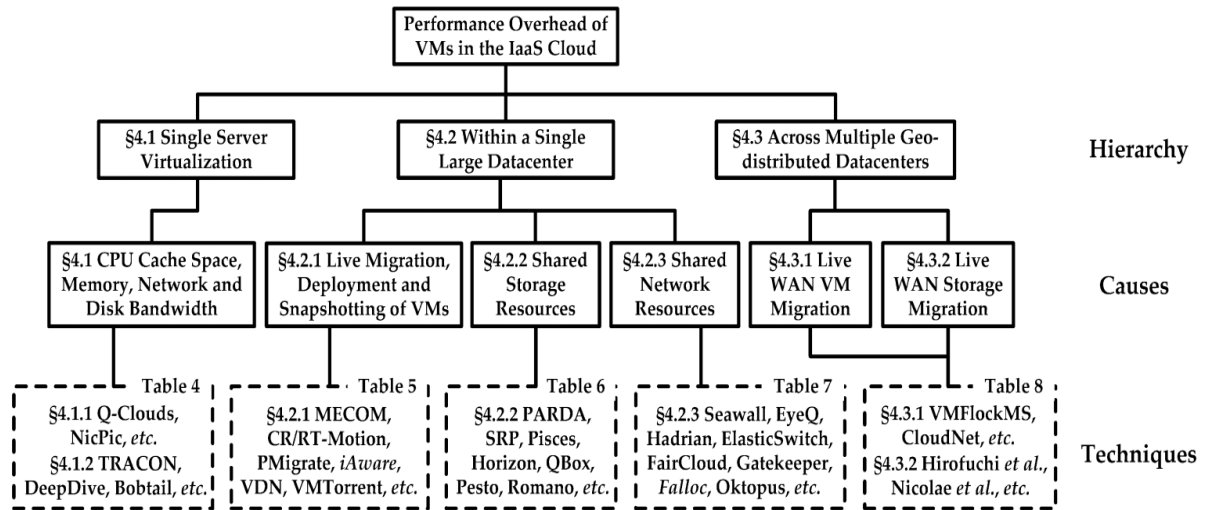 Performance Overhead of
VMs in the IaaS Cloud
§4.1 Single Server
Virtualization
§4.2 Within a Single
Large Datacenter
§4.3 Across Multiple Geo-
distributed Datacenters
Hierarchy
§4.1 CPU Cache Space,
Memory, Network and
Disk Bandwidth
§4.2.1 Live Migration,
Deployment and
Snapshotting of VMs
§4.2.2 Shared
Storage
Resources
§4.2.3 Shared
Network
Resources
§4.3.1 Live
WAN VM
Migration
§4.3.2 Live
WAN Storage
Migration
Causes
Table 4
§4.1.1 Q-Clouds,
NicPic, etc.
§4.1.2 TRACON,
DeepDive, Bobtail, etc.
Table 5
§4.2.1 MECOM,
CR/RT-Motion,
PMigrate, iAware,
VDN, VMTorrent, etc.
Table 6
§4.2.2 PARDA,
SRP, Pisces,
Horizon, QBox,
Pesto, Romano, etc.
Table 7
§4.2.3 Seawall, EyeQ,
Hadrian, ElasticSwitch,
FairCloud, Gatekeeper,
Falloc, Oktopus, etc.
Table 8
§4.3.1 VMFlockMS,
CloudNet, etc.
§4.3.2 Hirofuchi et al.,
Nicolae et al., etc.
Techniques